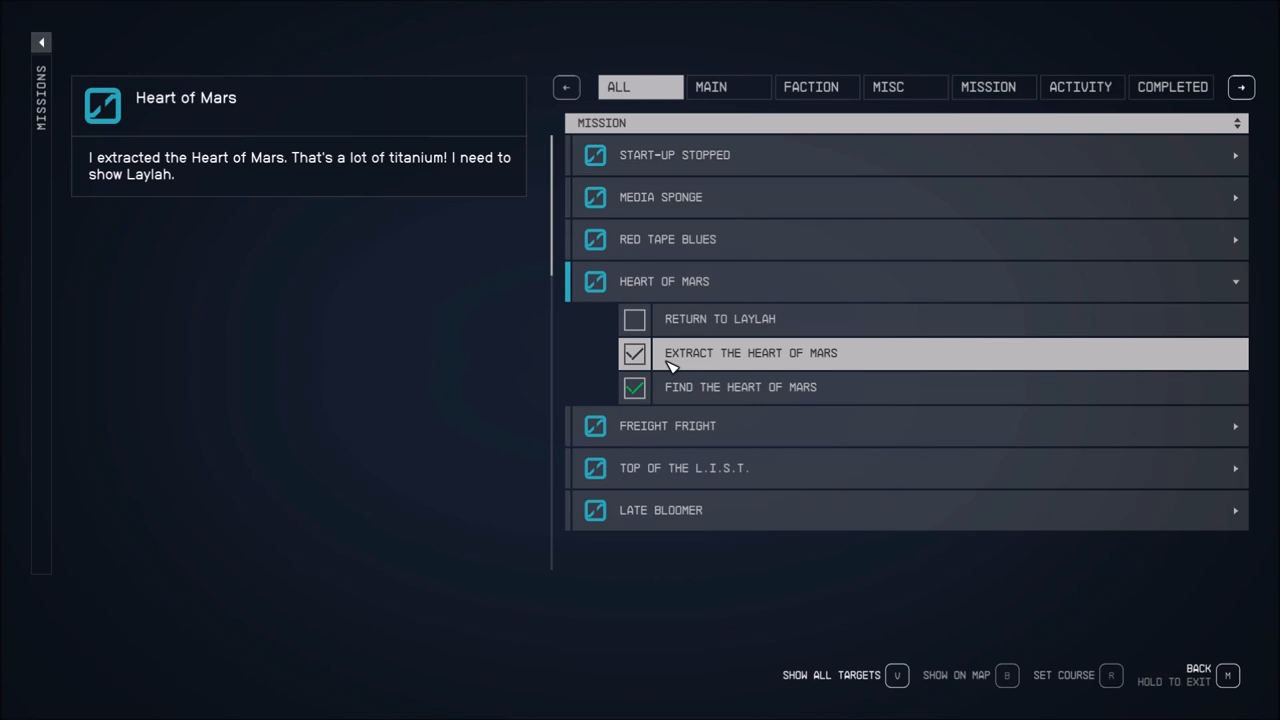 MISSIONS
Heart of Mars
I extracted the Heart of Mars. That's a lot of titanium! I need to
show Laylah.
ALL
MAIN
FACTION
MISC
MISSION
ACTIVITY
COMPLETED
MISSION
START-UP STOPPED
MEDIA SPONGE
RED TAPE BLUES
HEART OF MARS
RETURN TO LAYLAH
EXTRACT THE HEART OF MARS
FIND THE HEART OF MARS
FREIGHT FRIGHT
TOP OF THE L.I.S.T.
LATE BLOOMER
SHOW ALL TARGETS V
SHOW ON MAP B
SET COURSE R
BACK
HOLD TO EXIT
M